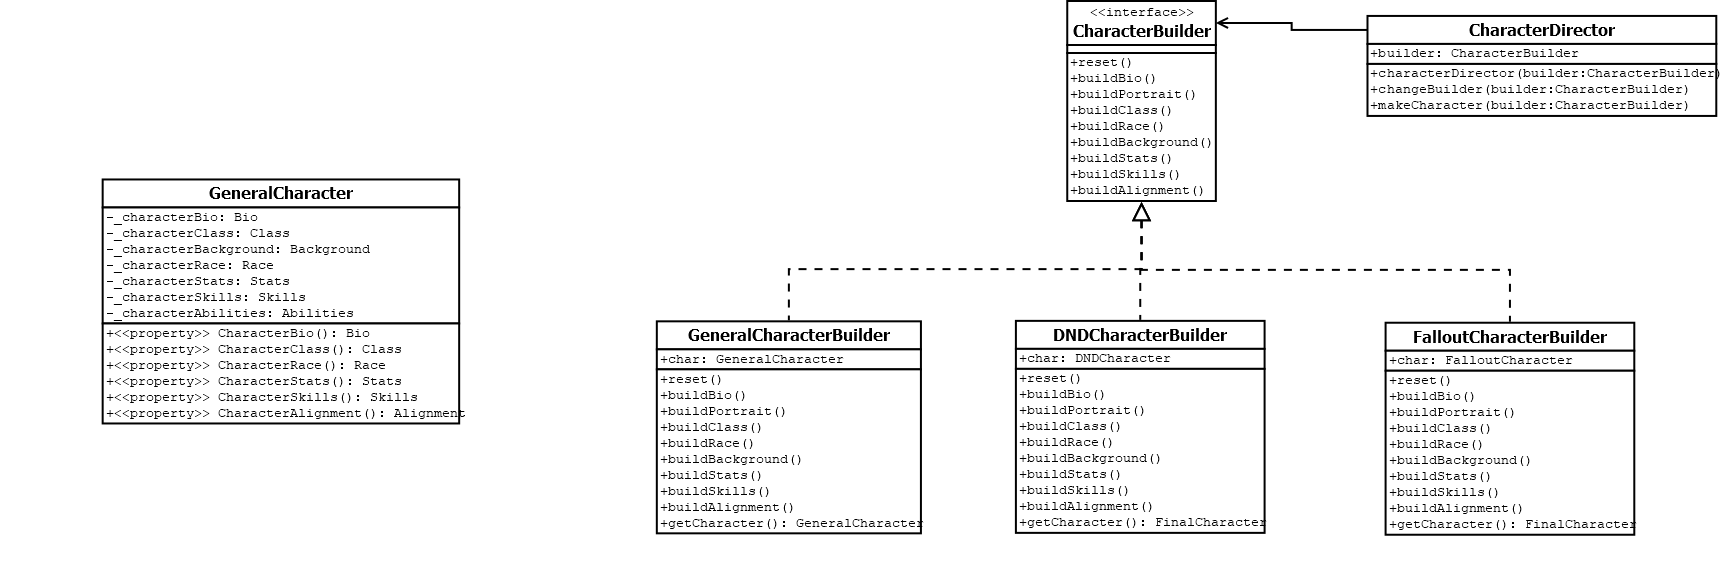 <<interface>>
CharacterBuilder
+reset()
+buildBio()
+buildPortrait()
+buildClass()
+buildRace()
+buildBackground()
+buildStats()
+buildSkills()
+buildAlignment()
CharacterDirector
+builder: CharacterBuilder
+characterDirector(builder:CharacterBuilder)
+changeBuilder(builder:CharacterBuilder)
+makeCharacter(builder:CharacterBuilder)
GeneralCharacter
-_characterBio: Bio
-_characterClass: Class
-_characterBackground: Background
-_characterRace: Race
-_characterStats: Stats
-_characterSkills: Skills
-_characterAbilities: Abilities
+<<property>> CharacterBio(): Bio
+<<property>> CharacterClass(): Class
+<<property>> CharacterRace(): Race
+<<property>> CharacterStats(): Stats
+<<property>> CharacterSkills(): Skills
+<<property>> CharacterAlignment(): Alignment
GeneralCharacterBuilder
+char: GeneralCharacter
+reset()
+buildBio()
+buildPortrait()
+buildClass()
+buildRace()
+buildBackground()
+buildStats()
+buildSkills()
+buildAlignment()
+getCharacter(): GeneralCharacter
DNDCharacterBuilder
+char: DNDCharacter
+reset()
+buildBio()
+buildPortrait()
+buildClass()
+buildRace()
+buildBackground()
+buildStats()
+buildSkills()
+buildAlignment()
+getCharacter(): FinalCharacter
FalloutCharacterBuilder
+char: FalloutCharacter
+reset()
+buildBio()
+buildPortrait()
+buildClass()
+buildRace()
+buildBackground()
+buildStats()
+buildSkills()
+buildAlignment()
+getCharacter(): FinalCharacter